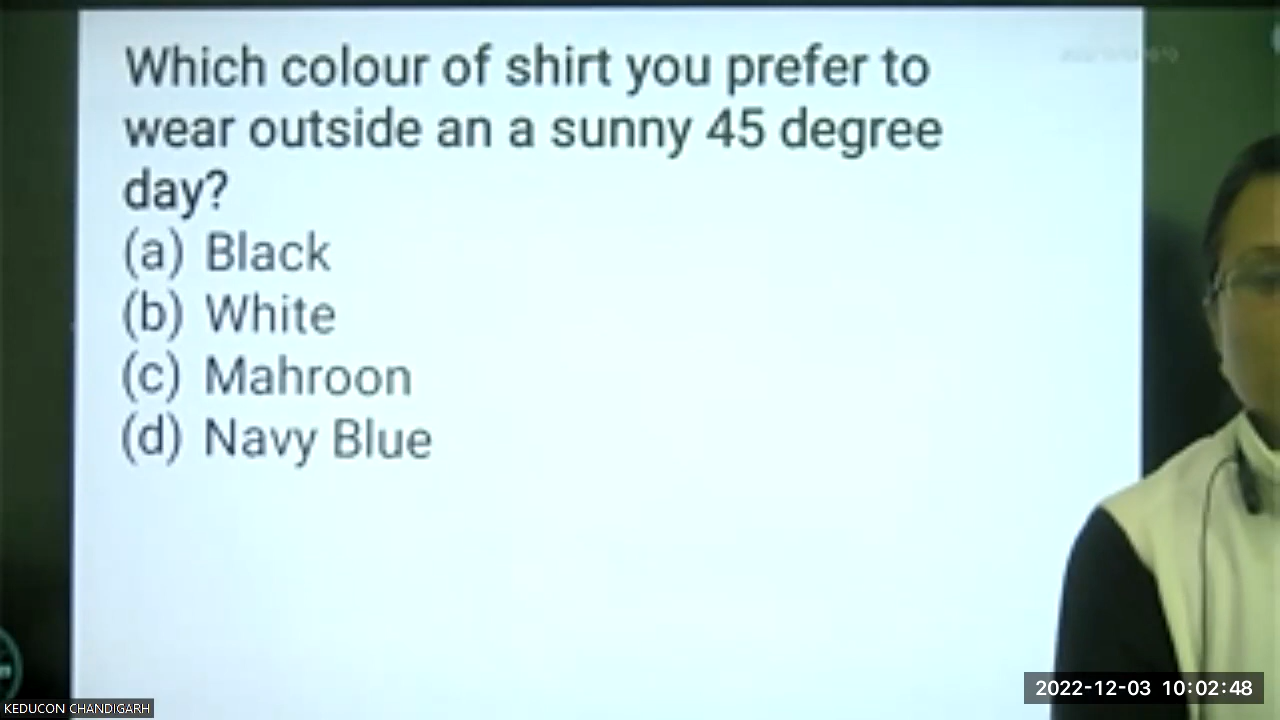 Which colour of shirt you prefer to
wear outside an a sunny 45 degree
day?
(a) Black
(b) White
(c) Mahroon
(d) Navy Blue
KEDUCON CHANDIGARH
2022-12-03 10:02:48